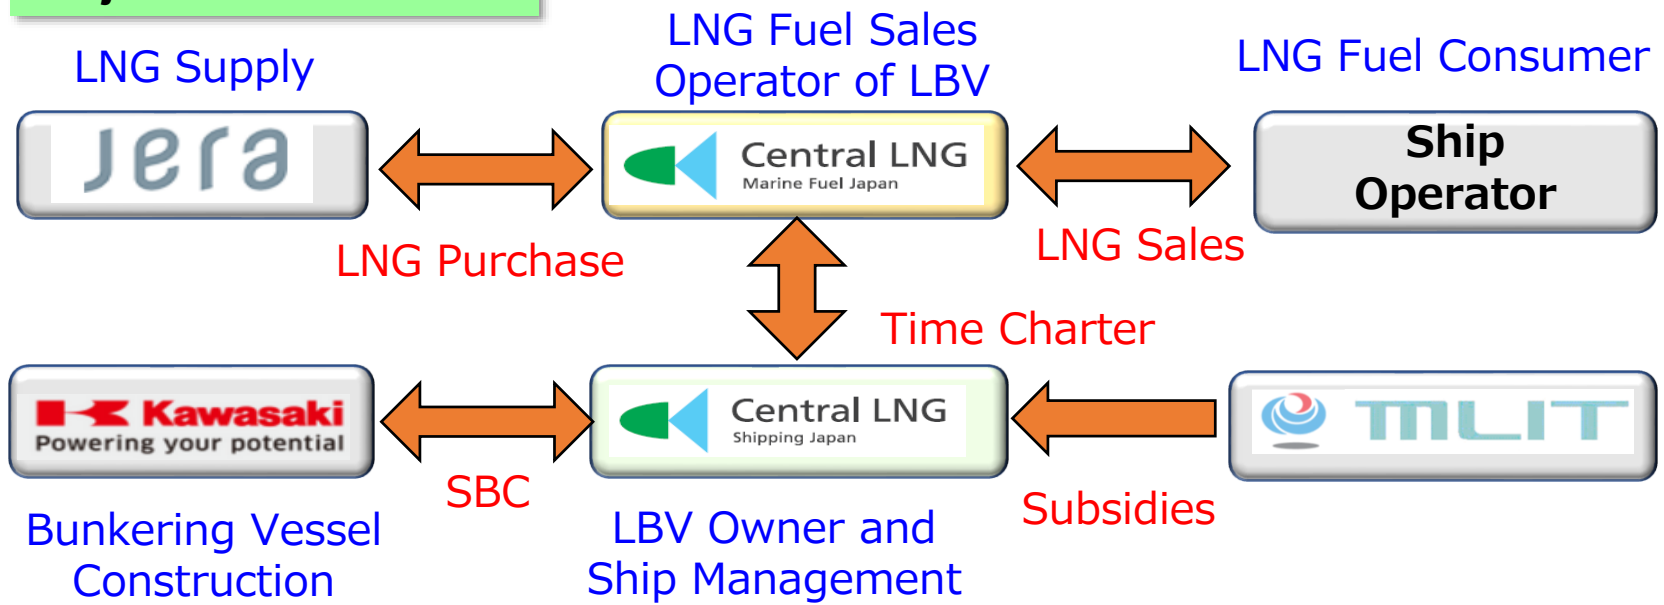 LNG Supply
LNG Fuel Sales
Operator of LBV
LNG Fuel Consumer
Jera
Central LNG
Marine Fuel Japan
Ship
Operator
LNG Purchase
LNG Sales
Time Charter
Kawasaki
Powering your potential
Central LNG
Shipping Japan
MLIT
SBC
Subsidies
Bunkering Vessel
Construction
LBV Owner and
Ship Management